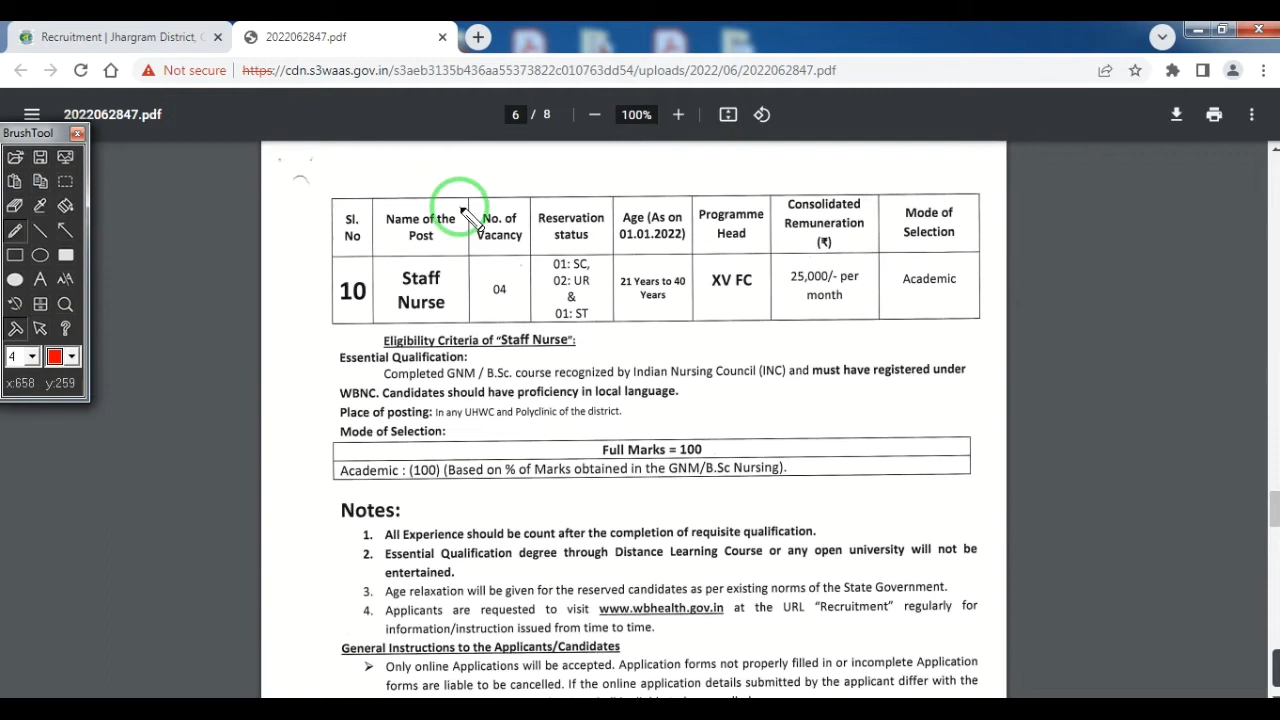 Recruitment | Jhargram District,
2022062847.pdf
Not secure
https://cdn.s3waas.gov.in/s3aeb3135b436aa55373822c010763dd54/uploads/2022/06/2022062847.pdf
2022062847.pdf
6 / 8
100%
BrushTool
4
x:658 y:259
Sl. No
Name of the Post
No. of Vacancy
Reservation status
Age (As on 01.01.2022)
Programme Head
Consolidated Remuneration (₹)
Mode of Selection
10
Staff Nurse
04
01: SC,
02: UR
&
01: ST
21 Years to 40 Years
XV FC
25,000/- per month
Academic
Eligibility Criteria of "Staff Nurse":
Essential Qualification:
Completed GNM / B.Sc. course recognized by Indian Nursing Council (INC) and must have registered under
WBNC. Candidates should have proficiency in local language.
Place of posting: In any UHWC and Polyclinic of the district.
Mode of Selection:
Full Marks = 100
Academic : (100) (Based on % of Marks obtained in the GNM/B.Sc Nursing).
Notes:
1. All Experience should be count after the completion of requisite qualification.
2. Essential Qualification degree through Distance Learning Course or any open university will not be
entertained.
3. Age relaxation will be given for the reserved candidates as per existing norms of the State Government.
4. Applicants are requested to visit www.wbhealth.gov.in at the URL "Recruitment" regularly for
information/instruction issued from time to time.
General Instructions to the Applicants/Candidates
➤ Only online Applications will be accepted. Application forms not properly filled in or incomplete Application
forms are liable to be cancelled. If the online application details submitted by the applicant differ with the